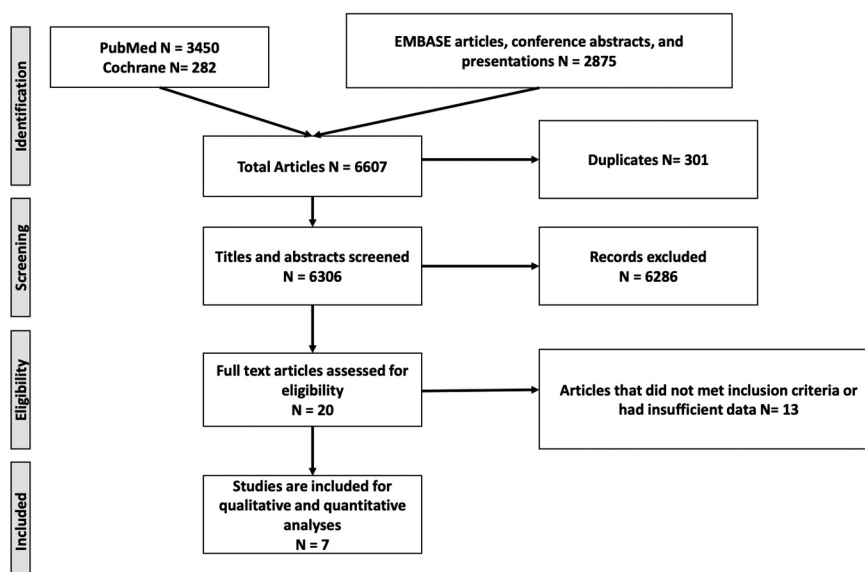 Identification
PubMed N = 3450
Cochrane N= 282
EMBASE articles, conference abstracts, and
presentations N = 2875
Total Articles N = 6607
Duplicates N= 301
Screening
Titles and abstracts screened
N = 6306
Records excluded
N = 6286
Eligibility
Full text articles assessed for
eligibility
N = 20
Articles that did not met inclusion criteria or
had insufficient data N= 13
Included
Studies are included for
qualitative and quantitative
analyses
N = 7